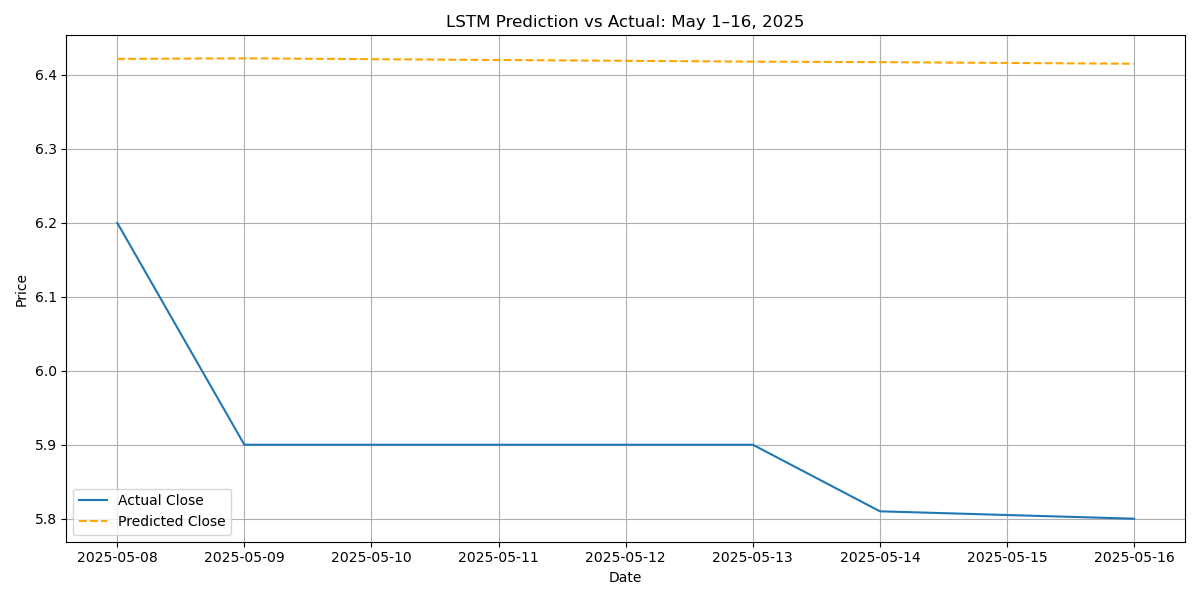 LSTM Prediction vs Actual: May 1–16, 2025
6.4
6.3
6.2
6.1
6.0
5.9
5.8
Price
Actual Close
Predicted Close
2025-05-08 2025-05-09 2025-05-10 2025-05-11 2025-05-12 2025-05-13 2025-05-14 2025-05-15 2025-05-16
Date